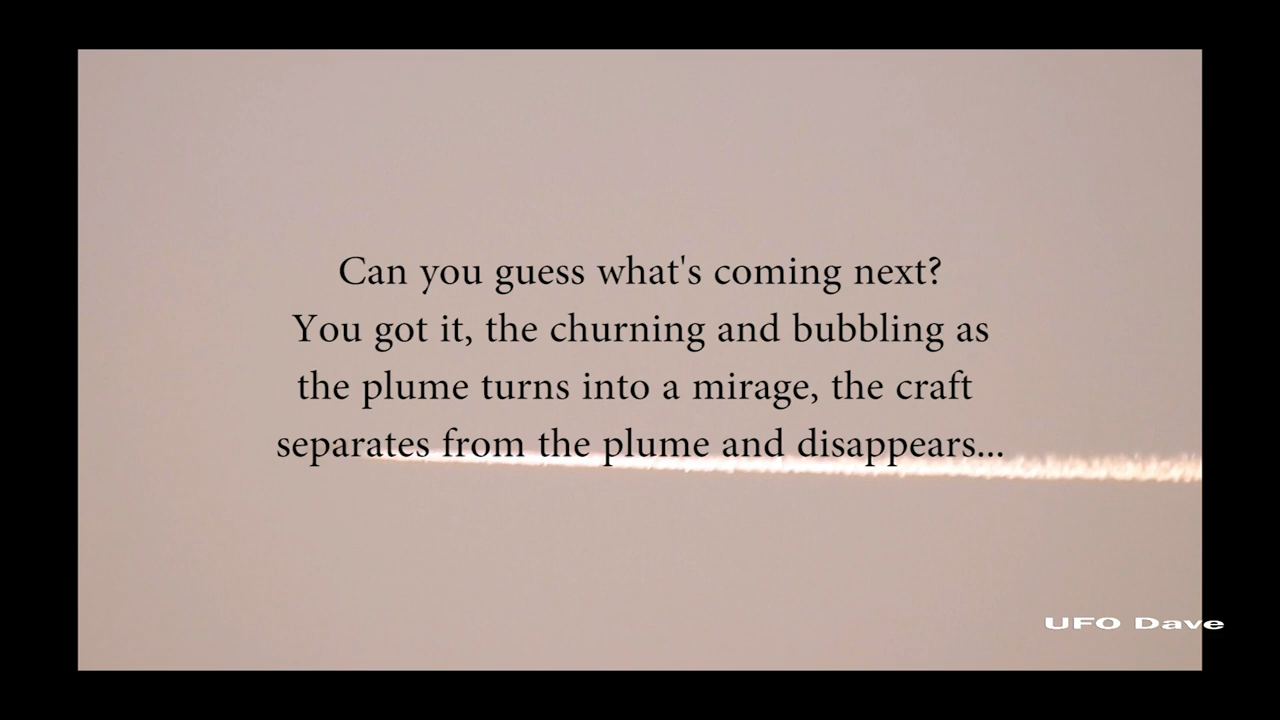 Can you guess what's coming next?
You got it, the churning and bubbling as
the plume turns into a mirage, the craft
separates from the plume and disappears...
UFO Dave